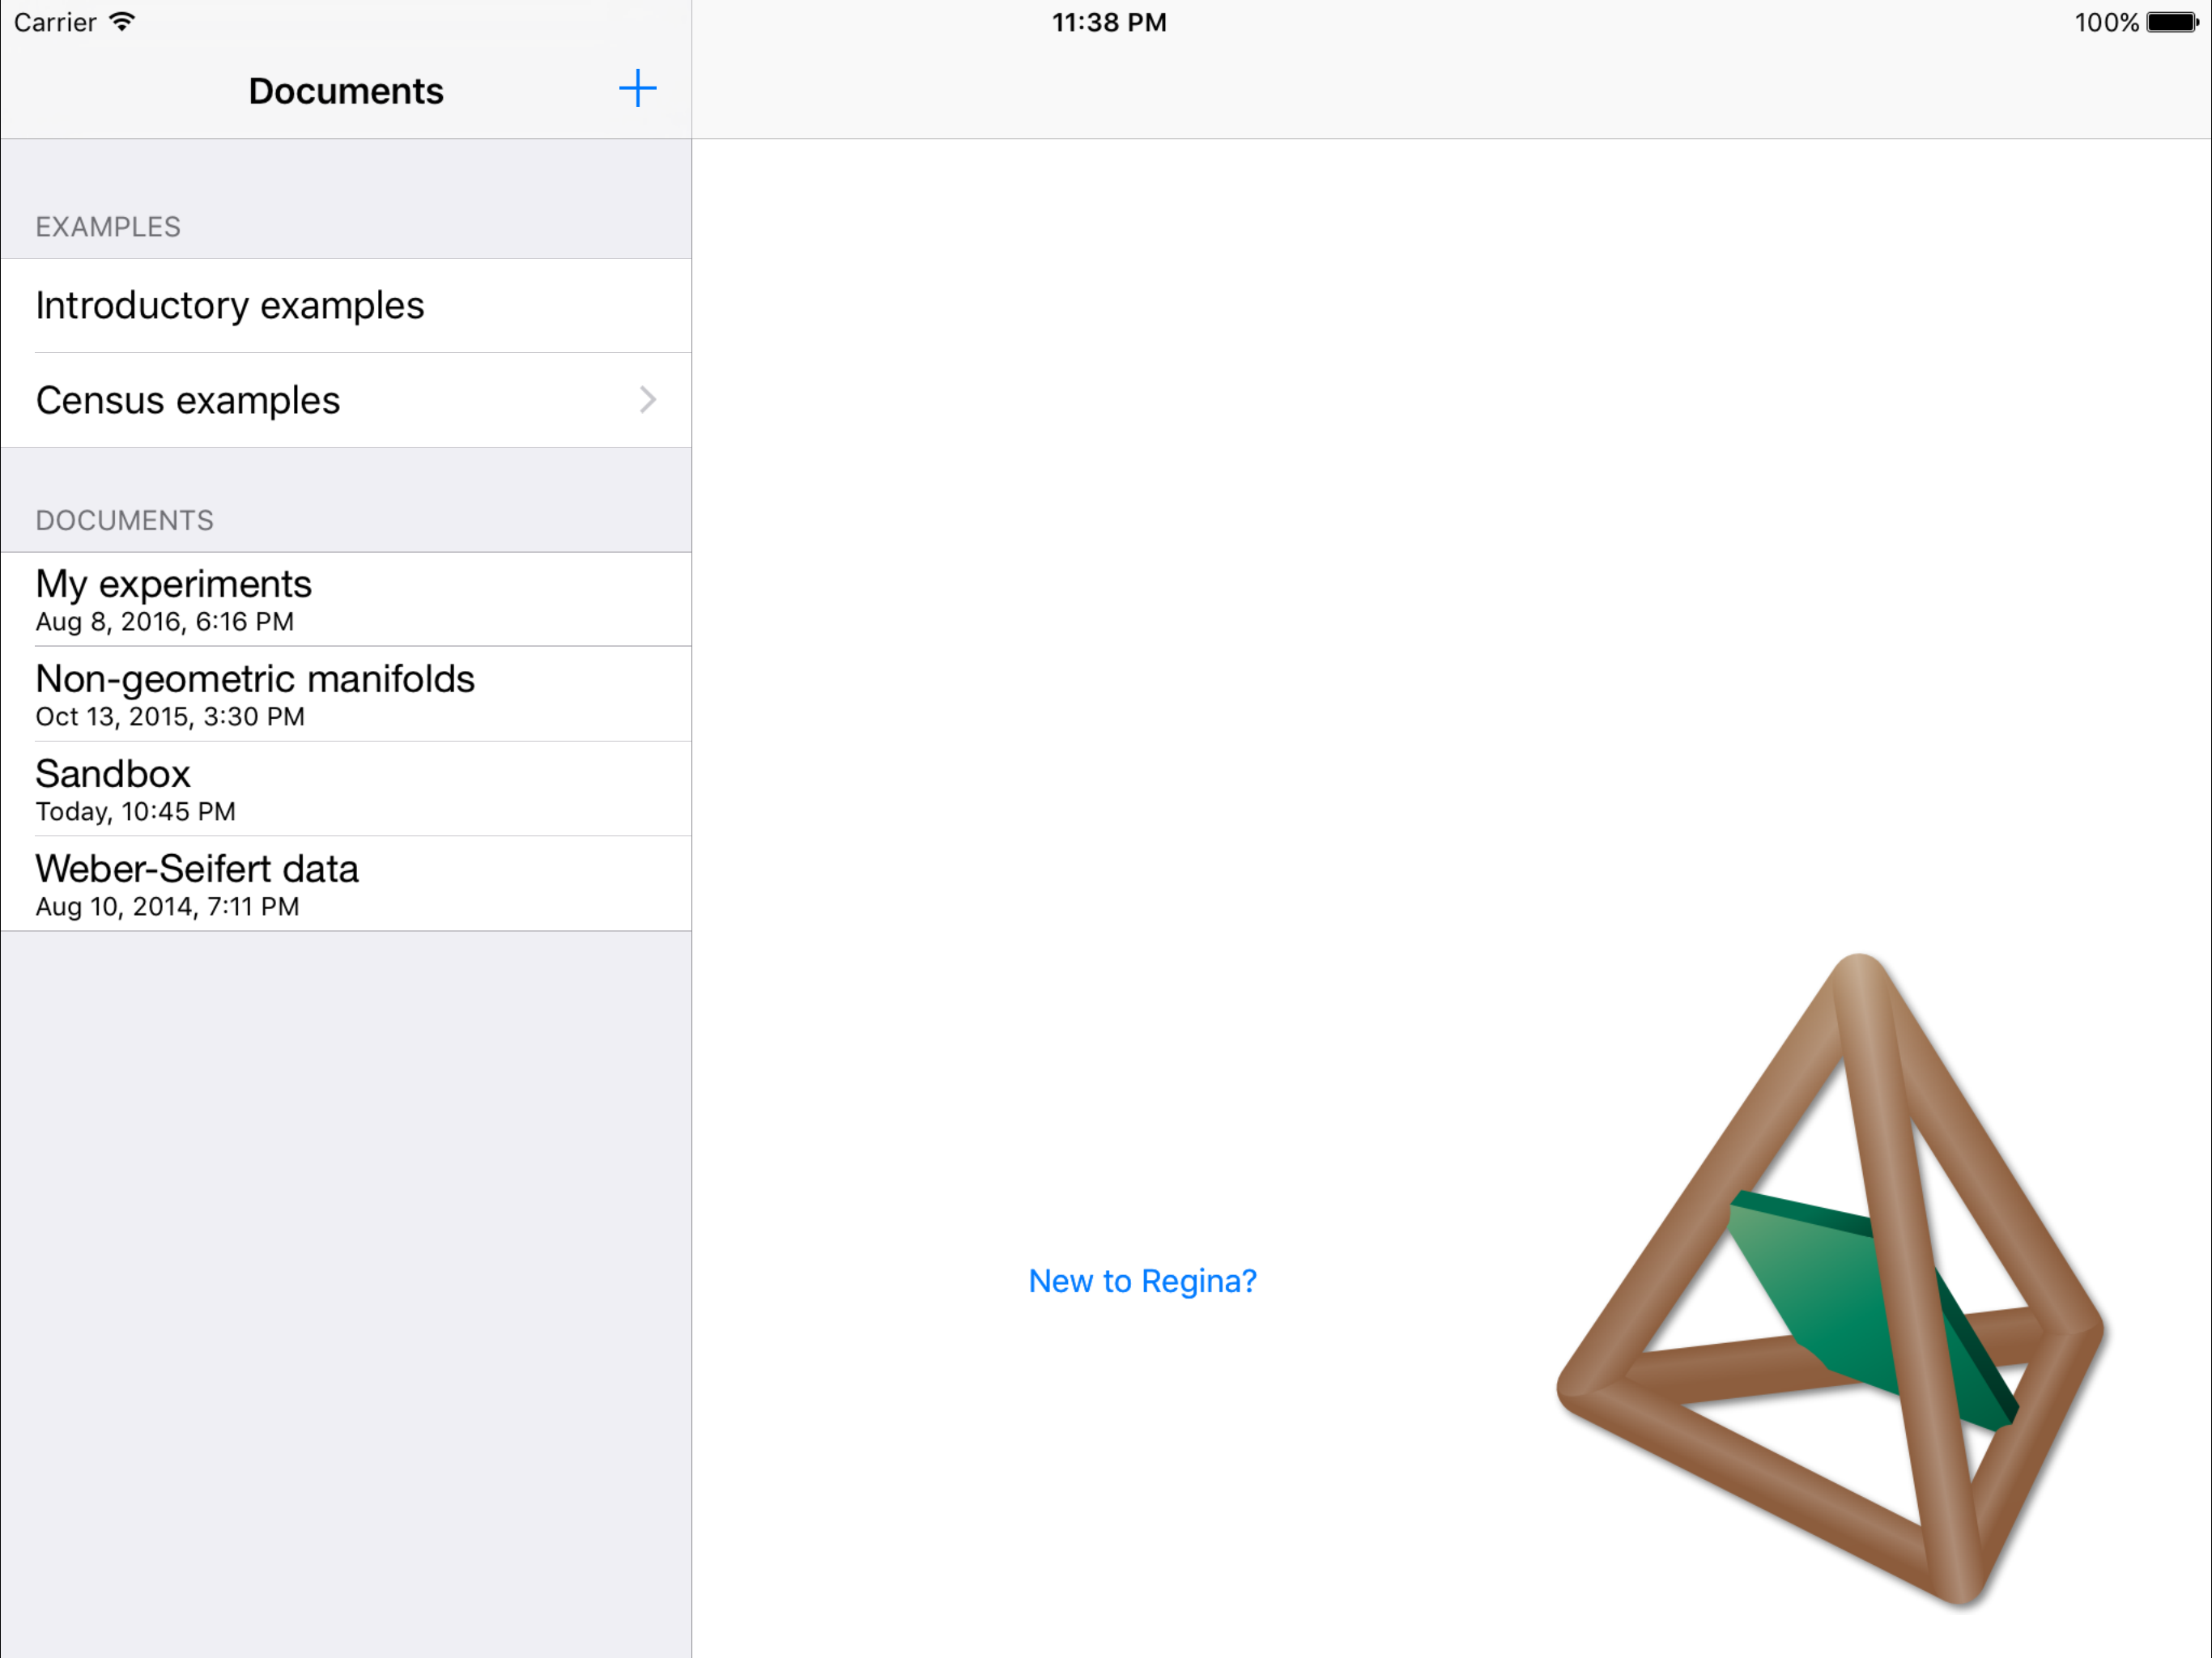 Carrier
11:38 PM
100%
Documents
EXAMPLES
Introductory examples
Census examples
DOCUMENTS
My experiments
Aug 8, 2016, 6:16 PM
Non-geometric manifolds
Oct 13, 2015, 3:30 PM
Sandbox
Today, 10:45 PM
Weber-Seifert data
Aug 10, 2014, 7:11 PM
New to Regina?